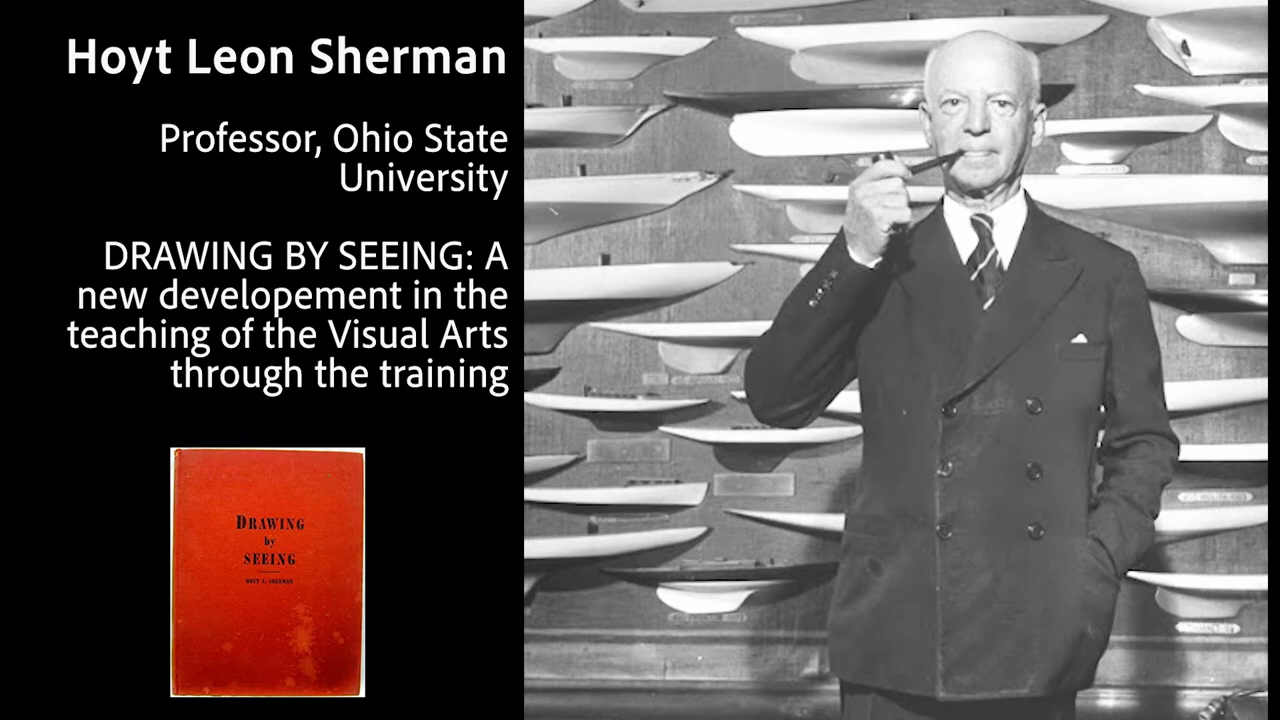 Hoyt Leon Sherman
Professor, Ohio State
University
DRAWING BY SEEING: A
new developement in the
teaching of the Visual Arts
through the training
DRAWING
by
SEEING
HOYT L. SHERMAN